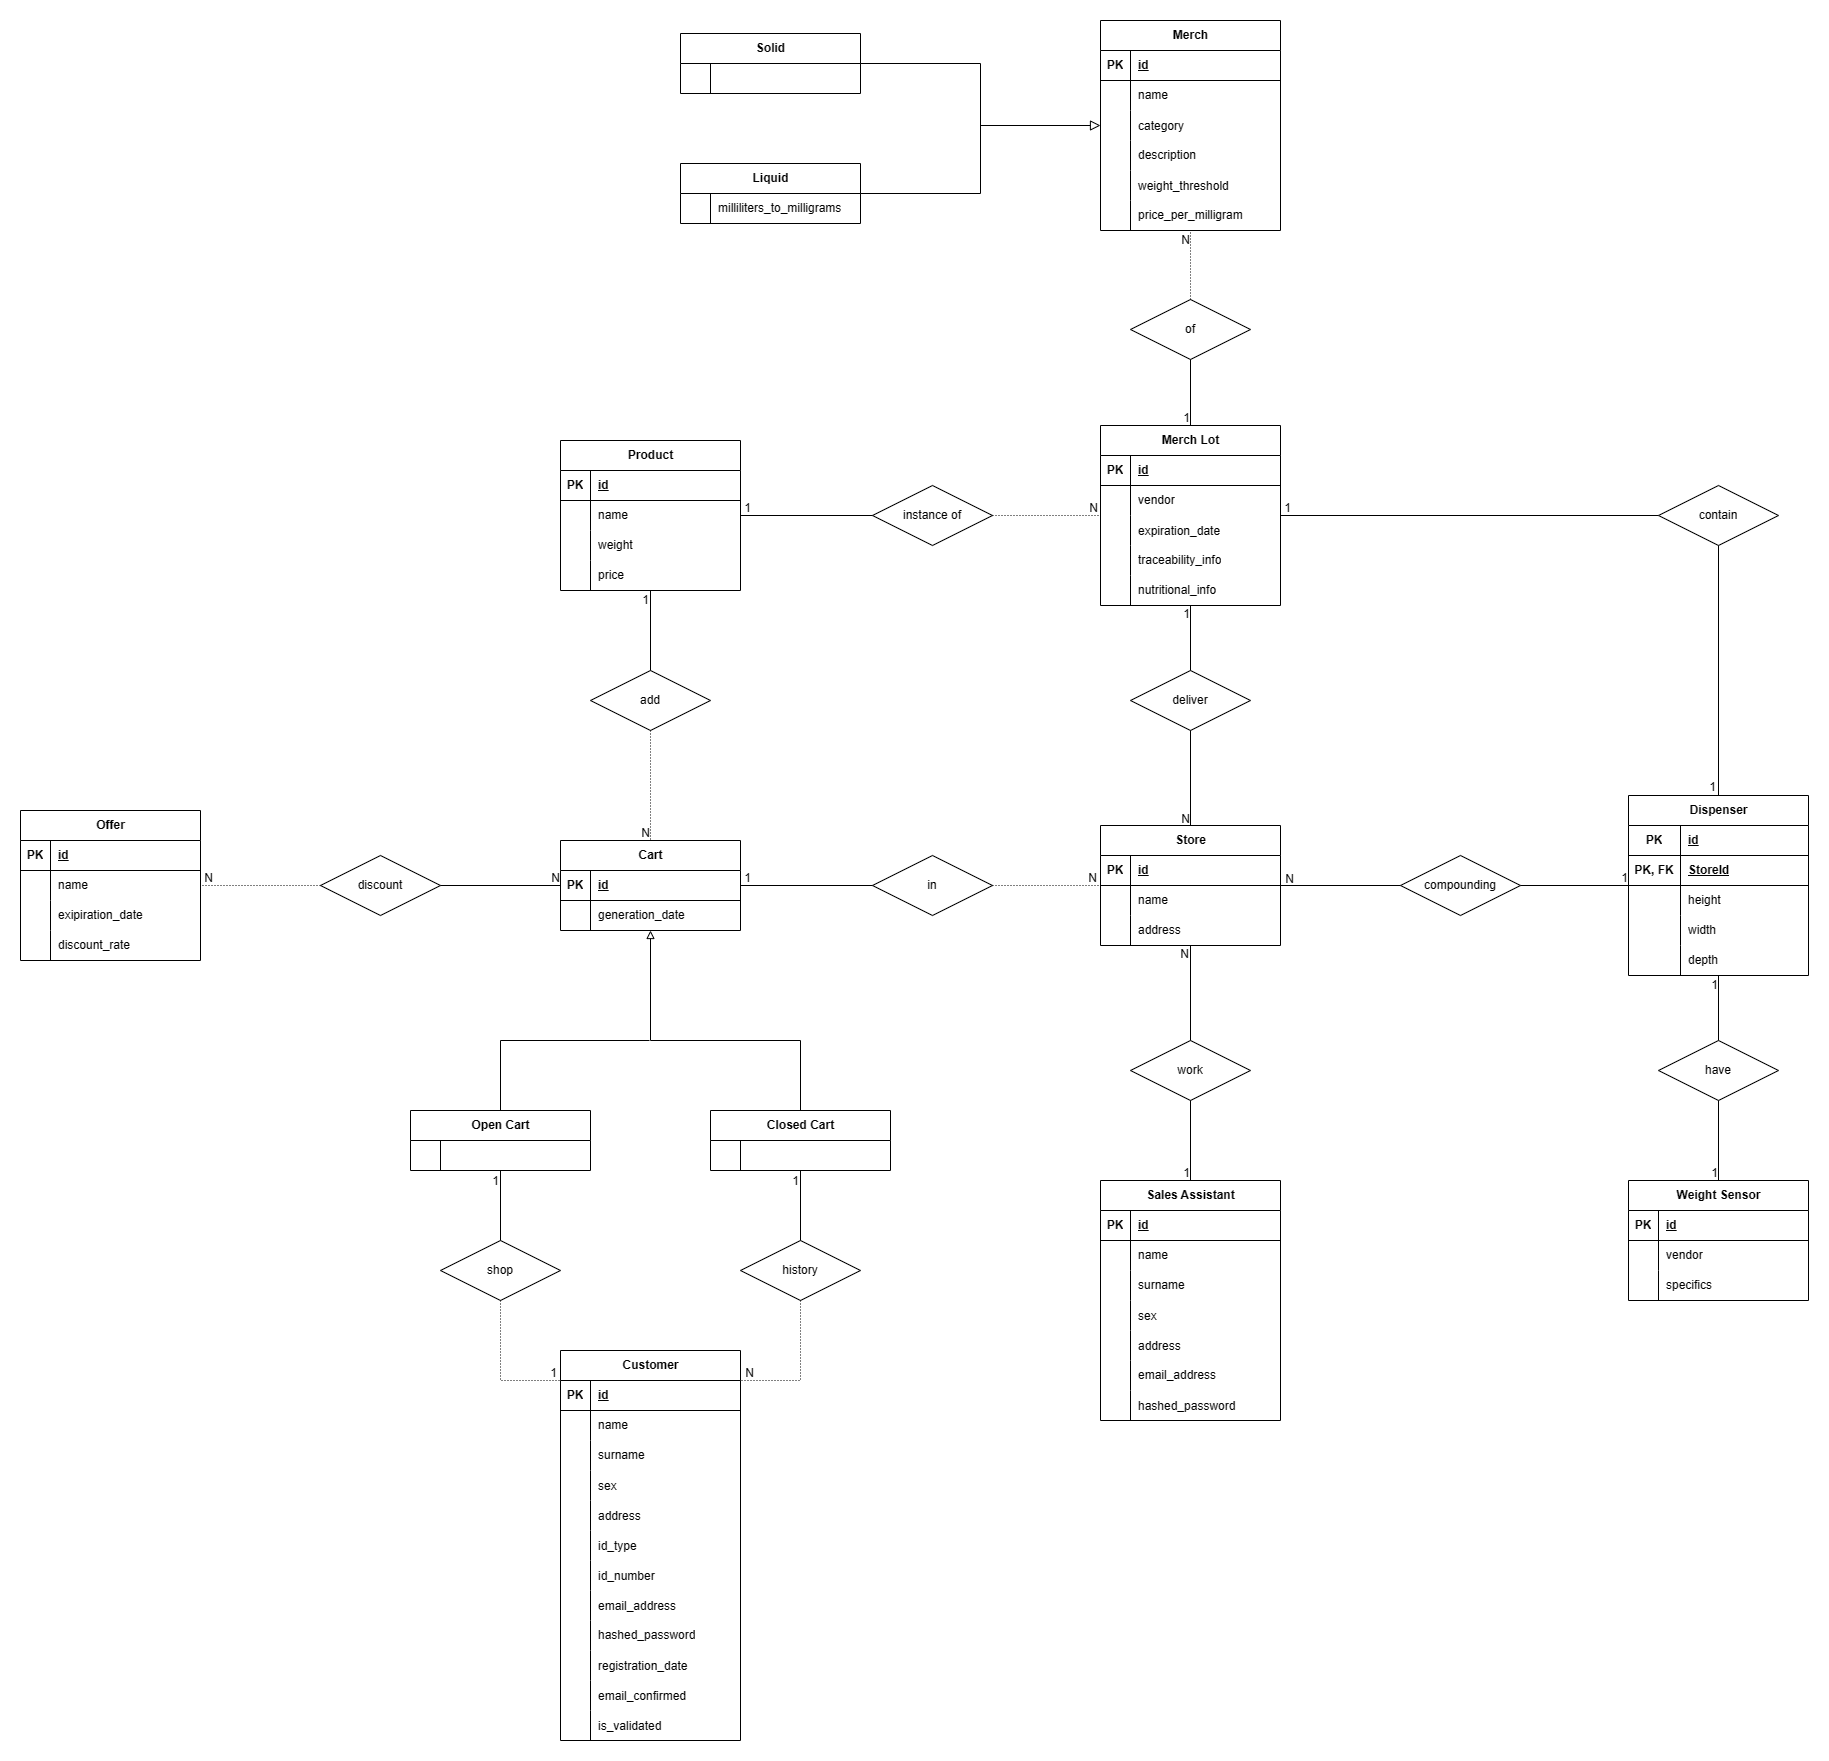 Merch
PK id
name
category
description
weight_threshold
price_per_milligram
Solid
Liquid
milliliters_to_milligrams
N
of
1
Merch Lot
PK id
vendor
expiration_date
traceability_info
nutritional_info
Product
PK id
name
weight
price
1
instance of
N
1
contain
1
1
add
N
1
deliver
N
Offer
PK id
name
exipiration_date
discount_rate
N
discount
N
Cart
PK id
generation_date
1
in
N
Store
PK id
name
address
N
compounding
1
Dispenser
PK id
PK, FK StoreId
height
width
depth
N
work
1
1
have
1
Open Cart
Closed Cart
1
shop
1
1
history
N
Sales Assistant
PK id
name
surname
sex
address
email_address
hashed_password
Weight Sensor
PK id
vendor
specifics
Customer
PK id
name
surname
sex
address
id_type
id_number
email_address
hashed_password
registration_date
email_confirmed
is_validated